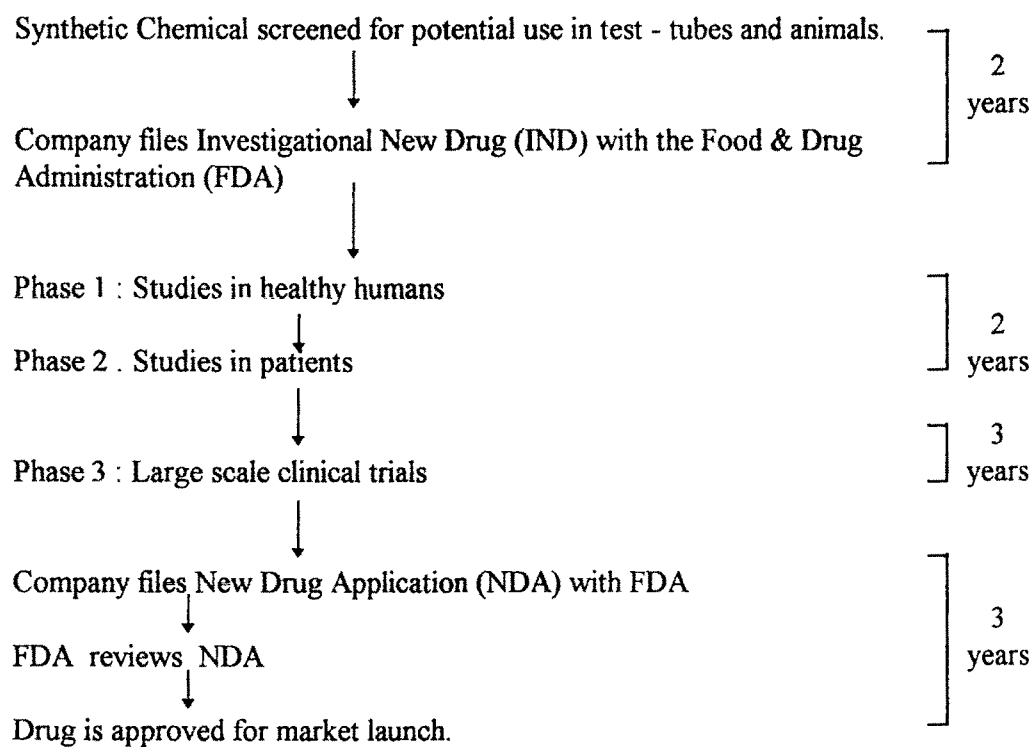 Synthetic Chemical screened for potential use in test - tubes and animals.
2
years
Company files Investigational New Drug (IND) with the Food & Drug
Administration (FDA)
Phase 1 : Studies in healthy humans
2
years
Phase 2 . Studies in patients
3
years
Phase 3 : Large scale clinical trials
Company files New Drug Application (NDA) with FDA
3
years
FDA reviews NDA
Drug is approved for market launch.